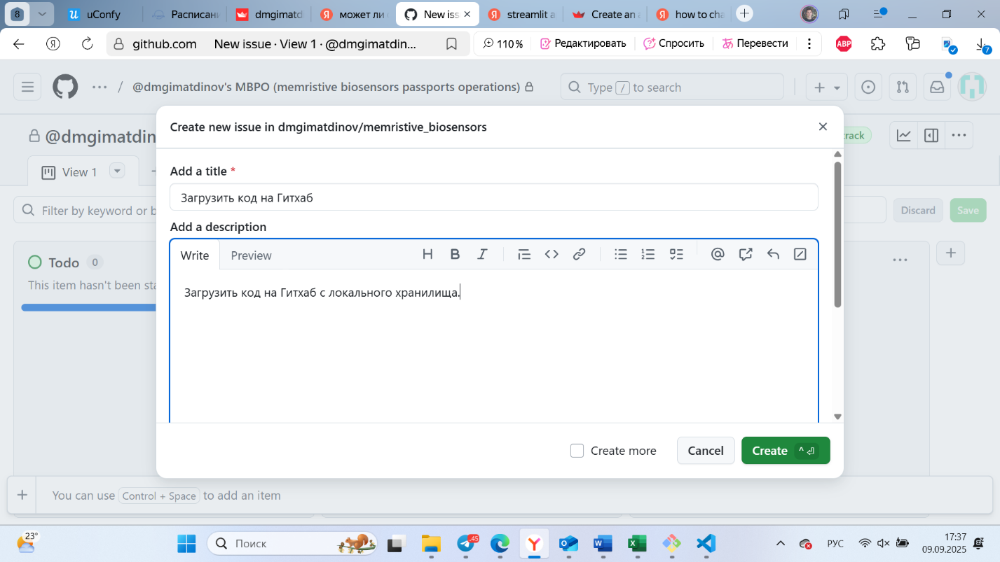 8
uConfy
Расписани
dmgimatd
может ли
New iss
streamlit a
Create an a
how to cha
github.com
New issue · View 1 · @dmgimatdin...
110 %
Редактировать
Спросить
Перевести
ABP
7
... / @dmgimatdinov's MBPO (memristive biosensors passports operations)
Type / to search
@dmgimatdin
track
View 1
Filter by keyword or b
Discard
Save
Todo 0
This item hasn't been sta
Create new issue in dmgimatdinov/memristive_biosensors
Add a title *
Загрузить код на Гитхаб
Add a description
Write
Preview
Загрузить код на Гитхаб с локального хранилища.
Create more
Cancel
Create
You can use Control + Space to add an item
23°
Поиск
45
РУС
17:37
09.09.2025